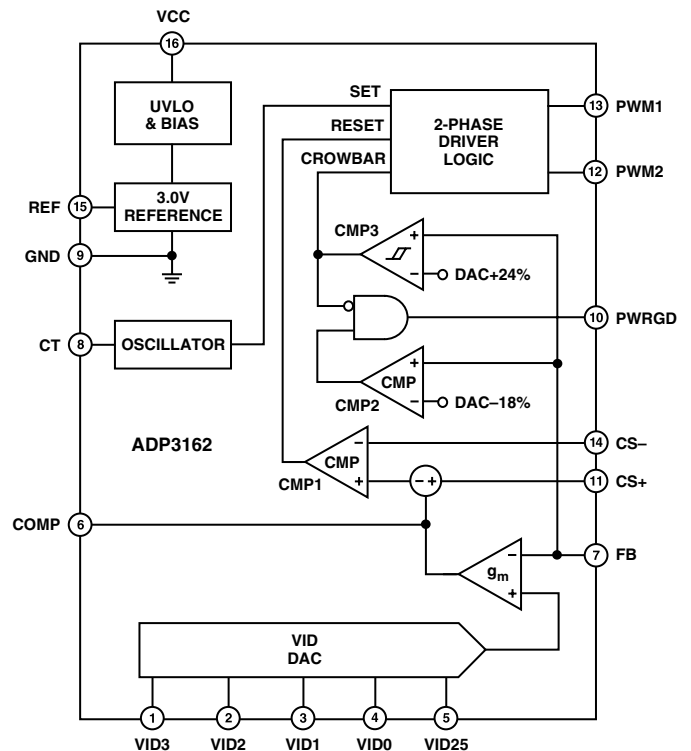 VCC
16
UVLO
& BIAS
SET
RESET
CROWBAR
2-PHASE
DRIVER
LOGIC
13 PWM1
12 PWM2
REF 15
3.0V
REFERENCE
GND 9
CMP3
+
– DAC+24%
CT 8
OSCILLATOR
10 PWRGD
CMP
+
– DAC–18%
CMP2
ADP3162
CMP
–
+
CMP1
– +
14 CS–
11 CS+
COMP 6
gm
–
+
7 FB
VID
DAC
1 2 3 4 5
VID3 VID2 VID1 VID0 VID25